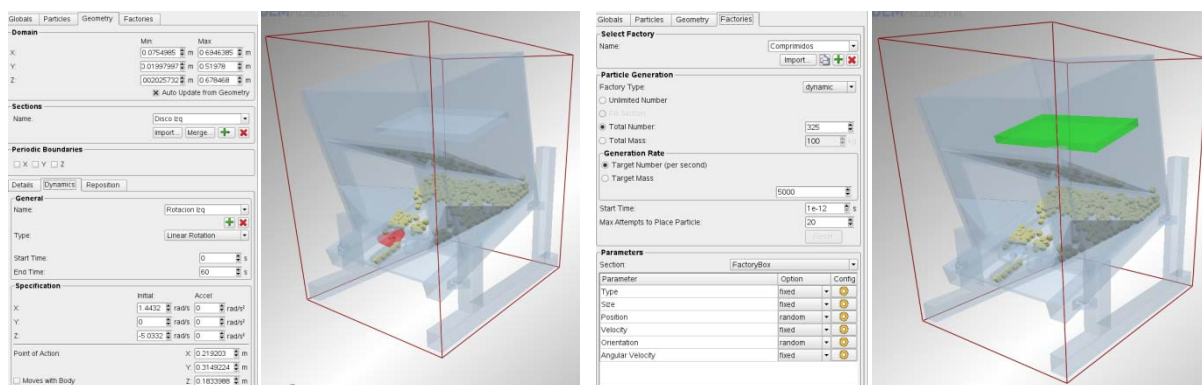 Globals Particles Geometry Factories
Domain
Min Max
X: 0.0754985 m 0.6946385 m
Y: 0.01997997 m 0.51978 m
Z: 002025732 m 0.678468 m
Auto Update from Geometry
Sections
Name: Disco Izq
Import... Merge...
Periodic Boundaries
X Y Z
Details Dynamics Reposition
General
Name: Rotacion Izq
Type: Linear Rotation
Start Time: 0 s
End Time: 60 s
Specification
Initial Accel
X: 1.4432 rad/s 0 rad/s²
Y: 0 rad/s 0 rad/s²
Z: -5.0332 rad/s 0 rad/s²
Point of Action: X: 0.219203 m
Y: 0.3149224 m
Moves with Body Z: 0.1833988 m
Globals Particles Geometry Factories
Select Factory
Name: Comprimidos
Import...
Particle Generation
Factory Type: dynamic
Unlimited Number
Total Number: 325
Total Mass: 100
Generation Rate
Target Number (per second)
Target Mass
5000
Start Time: 1e-12 s
Max Attempts to Place Particle: 20
Parameters
Section: FactoryBox
Parameter Option Config
Type fixed
Size fixed
Position random
Velocity fixed
Orientation random
Angular Velocity fixed